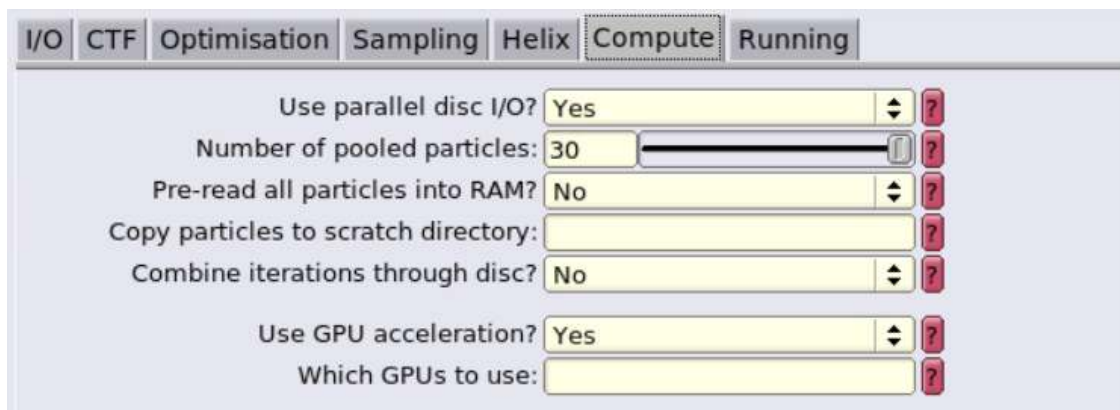 I/O CTF Optimisation Sampling Helix Compute Running
Use parallel disc I/O? Yes ?
Number of pooled particles: 30 ?
Pre-read all particles into RAM? No ?
Copy particles to scratch directory: ?
Combine iterations through disc? No ?
Use GPU acceleration? Yes ?
Which GPUs to use: ?